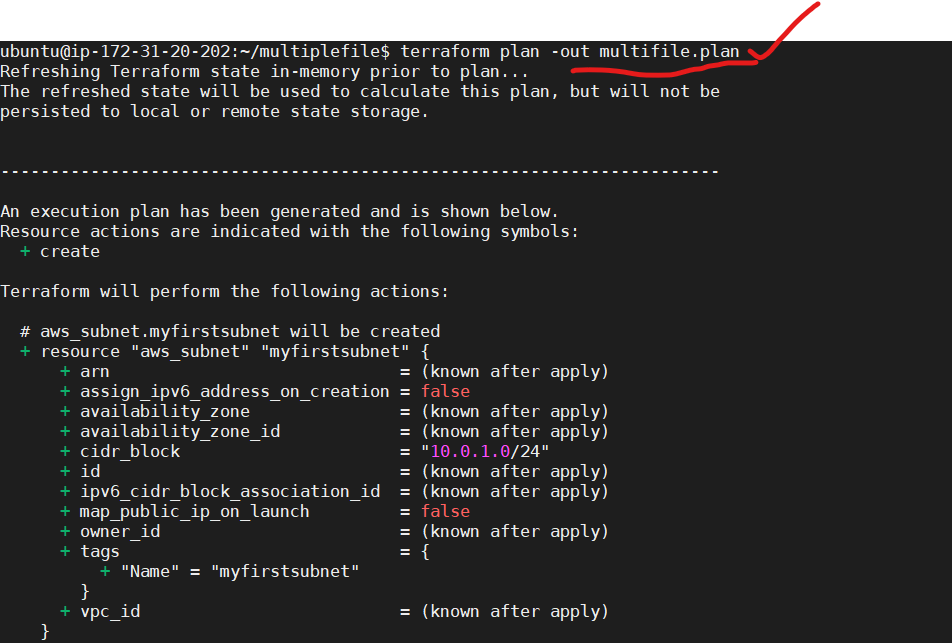 ubuntu@ip-172-31-20-202:~/multiplefile$ terraform plan -out multifile.plan
Refreshing Terraform state in-memory prior to plan...
The refreshed state will be used to calculate this plan, but will not be
persisted to local or remote state storage.
------------------------------------------------------------------------
An execution plan has been generated and is shown below.
Resource actions are indicated with the following symbols:
  + create
Terraform will perform the following actions:
  # aws_subnet.myfirstsubnet will be created
  + resource "aws_subnet" "myfirstsubnet" {
      + arn                             = (known after apply)
      + assign_ipv6_address_on_creation = false
      + availability_zone               = (known after apply)
      + availability_zone_id            = (known after apply)
      + cidr_block                      = "10.0.1.0/24"
      + id                              = (known after apply)
      + ipv6_cidr_block_association_id  = (known after apply)
      + map_public_ip_on_launch         = false
      + owner_id                        = (known after apply)
      + tags                            = {
          + "Name" = "myfirstsubnet"
        }
      + vpc_id                          = (known after apply)
    }